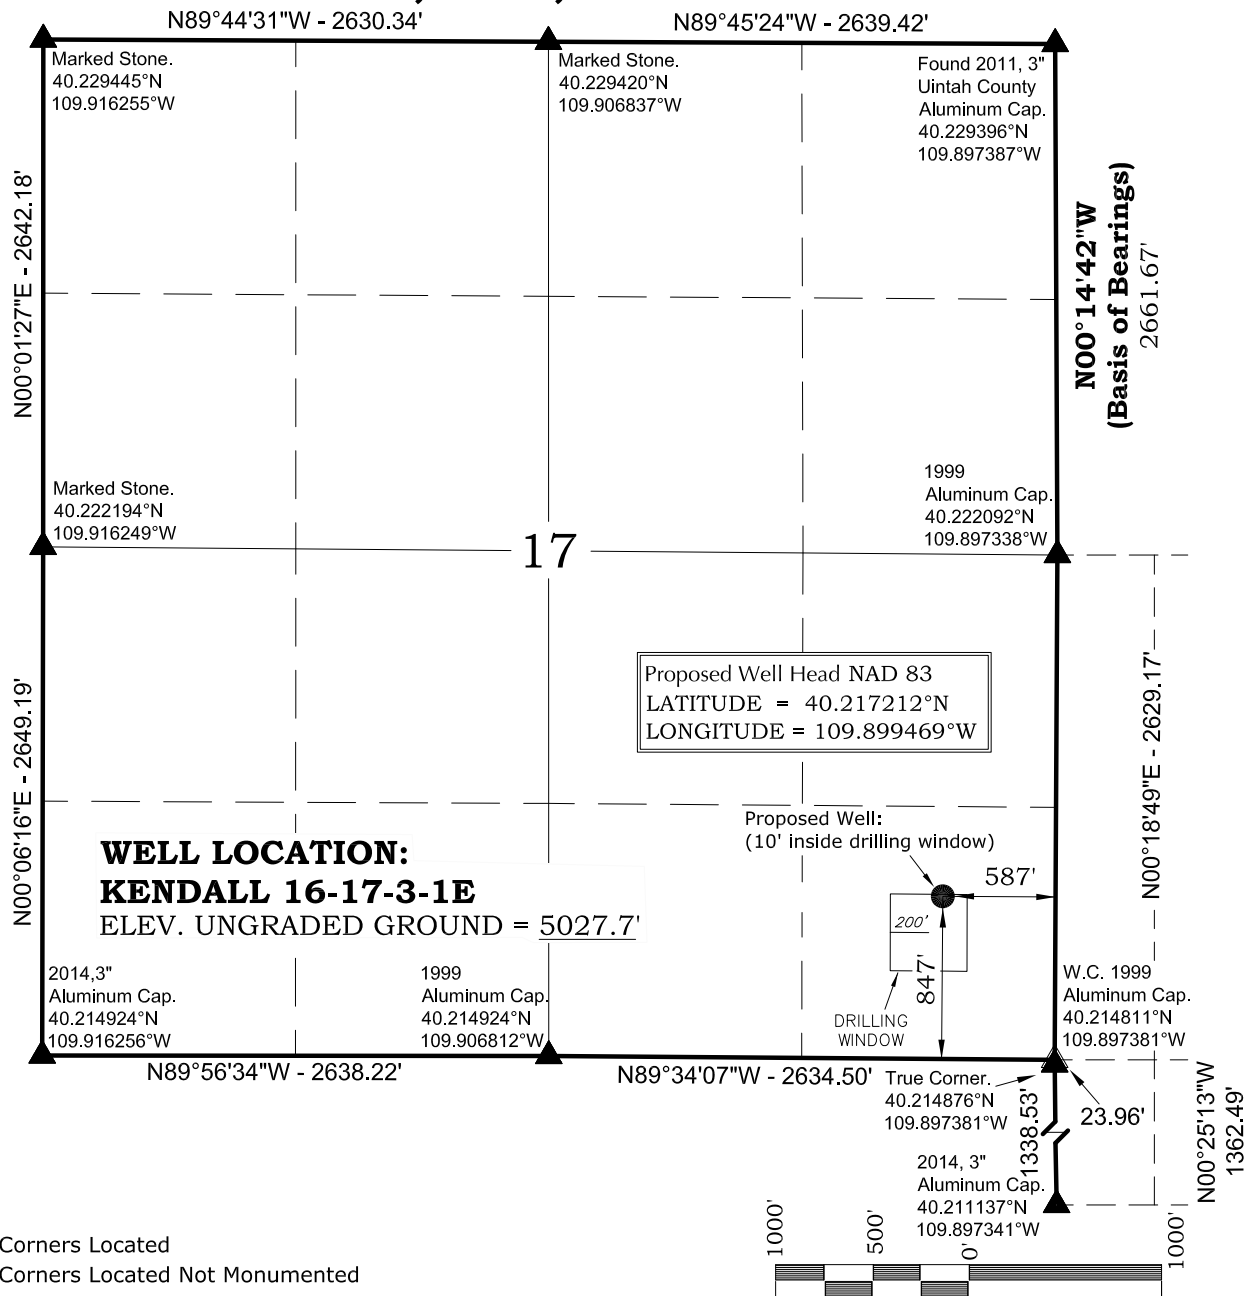 N89°44'31"W - 2630.34'
N89°45'24"W - 2639.42'
Marked Stone.
40.229445°N
109.916255°W
Marked Stone.
40.229420°N
109.906837°W
Found 2011, 3"
Uintah County
Aluminum Cap.
40.229396°N
109.897387°W
N00°01'27"E - 2642.18'
N00°14'42"W
(Basis of Bearings)
2661.67'
Marked Stone.
40.222194°N
109.916249°W
1999
Aluminum Cap.
40.222092°N
109.897338°W
17
Proposed Well Head NAD 83
LATITUDE = 40.217212°N
LONGITUDE = 109.899469°W
N00°06'16"E - 2649.19'
N00°18'49"E - 2629.17'
Proposed Well:
(10' inside drilling window)
WELL LOCATION:
KENDALL 16-17-3-1E
ELEV. UNGRADED GROUND = 5027.7'
587'
200'
847'
DRILLING
WINDOW
2014,3"
Aluminum Cap.
40.214924°N
109.916256°W
1999
Aluminum Cap.
40.214924°N
109.906812°W
W.C. 1999
Aluminum Cap.
40.214811°N
109.897381°W
N89°56'34"W - 2638.22'
N89°34'07"W - 2634.50'
True Corner.
40.214876°N
109.897381°W
1338.53'
23.96'
N00°25'13"W
1362.49'
2014, 3"
Aluminum Cap.
40.211137°N
109.897341°W
Corners Located
Corners Located Not Monumented
1000'
500'
0'
1000'